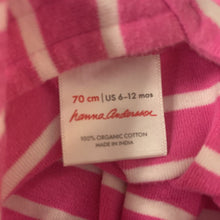 70 cm | US 6-12 mos
hanna Andersson
100% ORGANIC COTTON
MADE IN INDIA